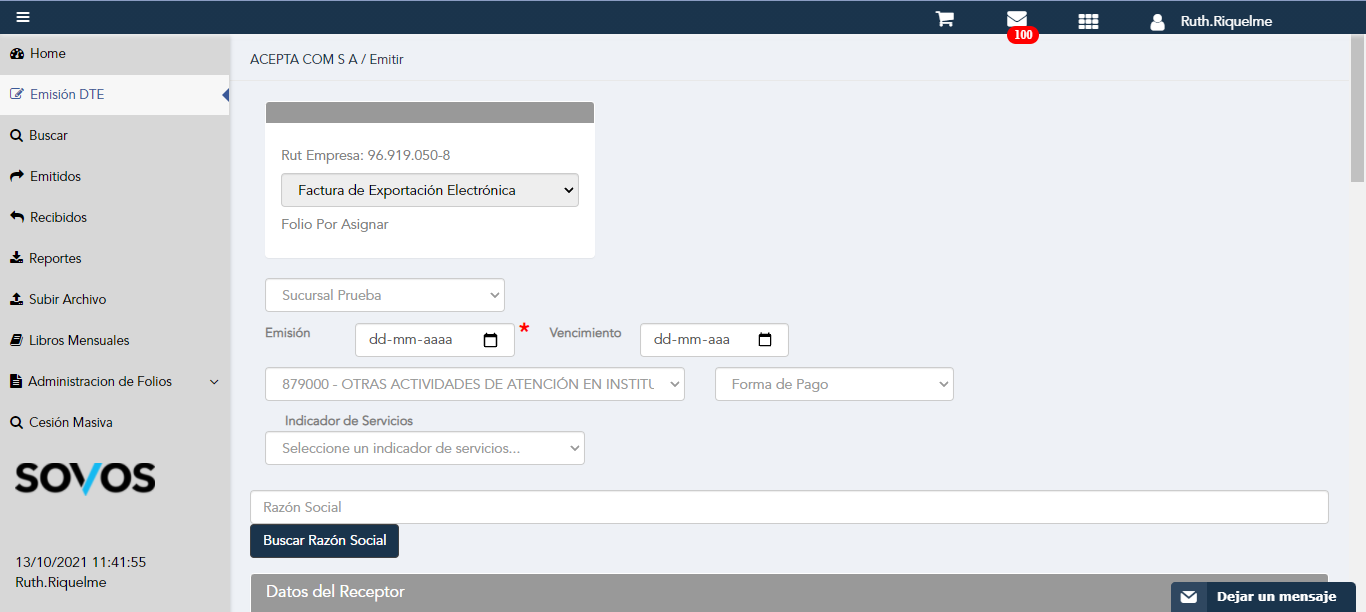 100
Ruth.Riquelme
Home
Emisión DTE
Buscar
Emitidos
Recibidos
Reportes
Subir Archivo
Libros Mensuales
Administracion de Folios
Cesión Masiva
SOVOS
13/10/2021 11:41:55
Ruth.Riquelme
ACEPTA COM S A / Emitir
Rut Empresa: 96.919.050-8
Factura de Exportación Electrónica
Folio Por Asignar
Sucursal Prueba
Emisión dd-mm-aaaa * Vencimiento dd-mm-aaa
879000 - OTRAS ACTIVIDADES DE ATENCIÓN EN INSTITU Forma de Pago
Indicador de Servicios
Seleccione un indicador de servicios...
Razón Social
Buscar Razón Social
Datos del Receptor
Dejar un mensaje